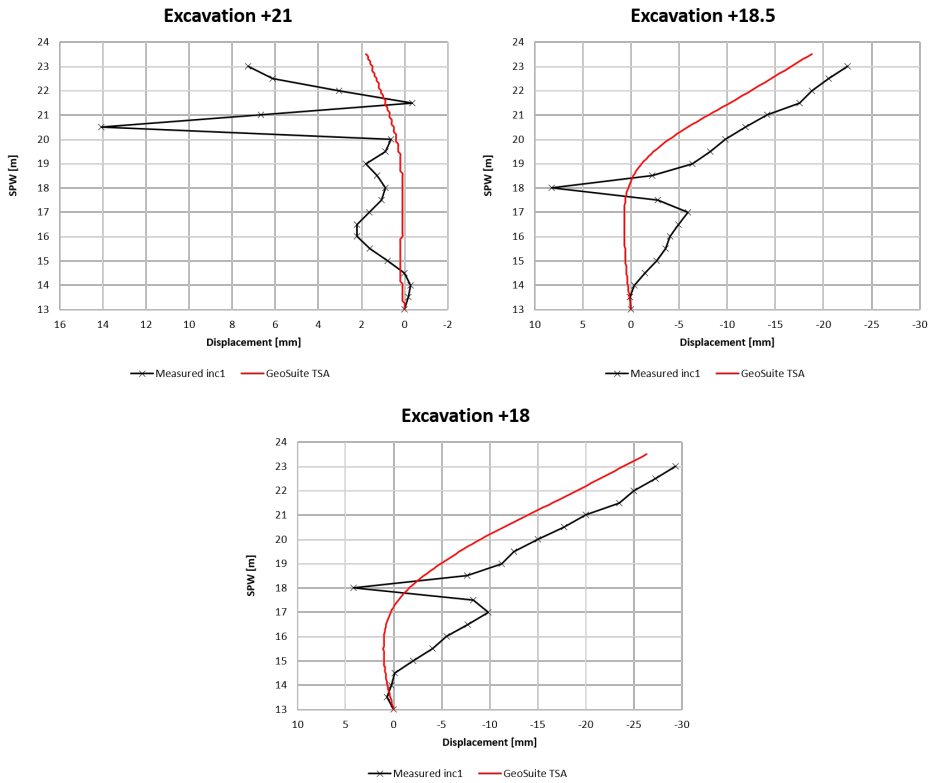 Excavation +21
24
23
22
21
20
19
18
17
16
15
14
13
SPW [m]
16 14 12 10 8 6 4 2 0 -2
Displacement [mm]
Measured inc1 GeoSuite TSA
Excavation +18.5
24
23
22
21
20
19
18
17
16
15
14
13
SPW [m]
10 5 0 -5 -10 -15 -20 -25 -30
Displacement [mm]
Measured inc1 GeoSuite TSA
Excavation +18
24
23
22
21
20
19
18
17
16
15
14
13
SPW [m]
10 5 0 -5 -10 -15 -20 -25 -30
Displacement [mm]
Measured inc1 GeoSuite TSA